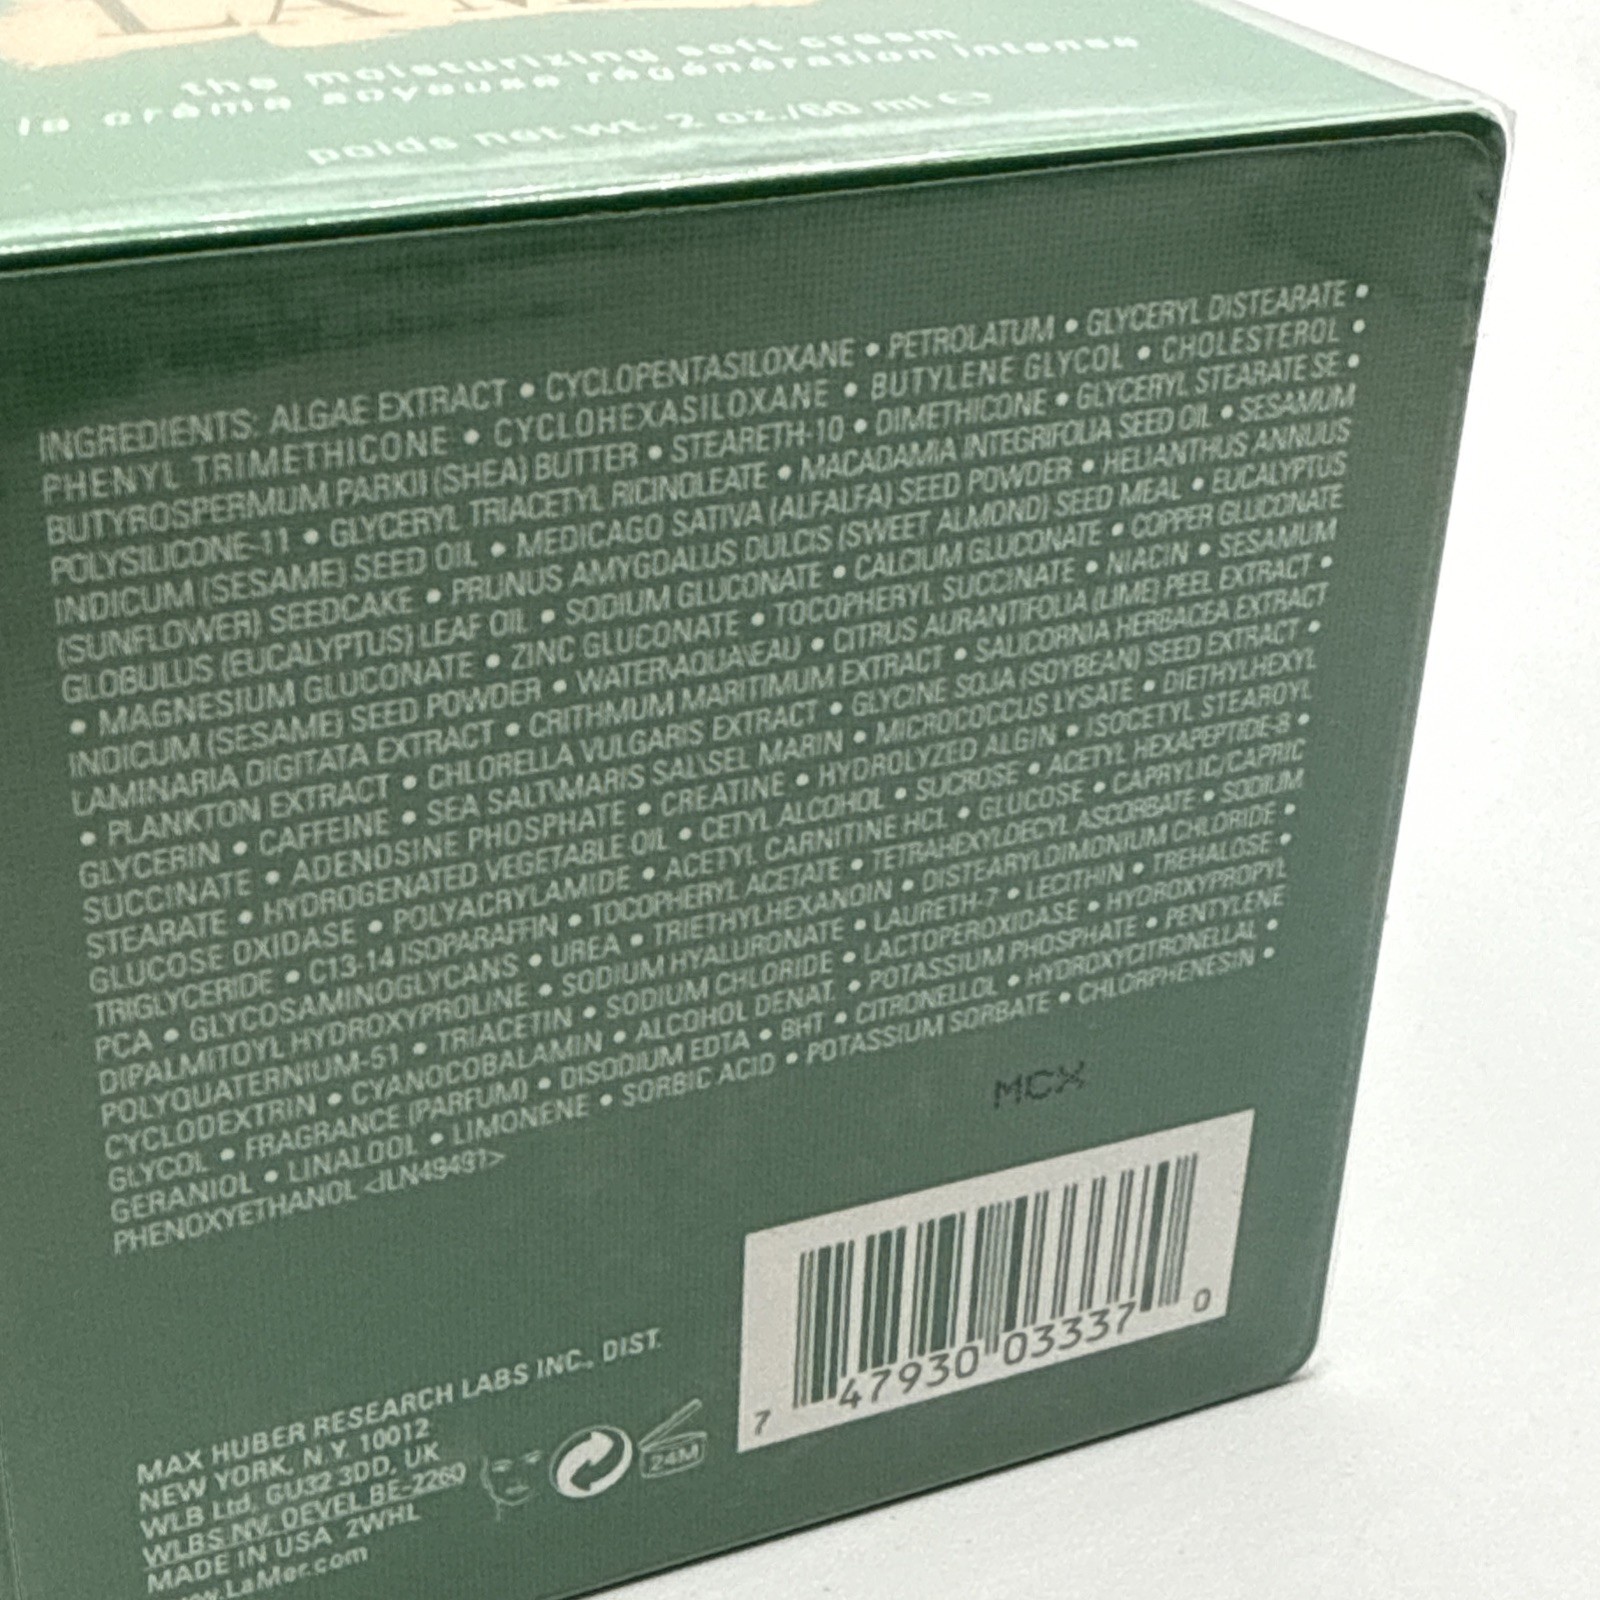 LA M
the moisturizing soft cream
la crème soyeuse régénération intense
poids net wt. 2 oz./60 ml ℮
INGREDIENTS: ALGAE EXTRACT • CYCLOPENTASILOXANE • PETROLATUM • GLYCERYL DISTEARATE •
PHENYL TRIMETHICONE • CYCLOHEXASILOXANE • BUTYLENE GLYCOL • CHOLESTEROL •
BUTYROSPERMUM PARKII (SHEA) BUTTER • STEARETH-10 • DIMETHICONE • GLYCERYL STEARATE SE •
POLYSILICONE-11 • GLYCERYL TRIACETYL RICINOLEATE • MACADAMIA INTEGRIFOLIA SEED OIL • SESAMUM
INDICUM (SESAME) SEED OIL • MEDICAGO SATIVA (ALFALFA) SEED POWDER • HELIANTHUS ANNUUS
(SUNFLOWER) SEEDCAKE • PRUNUS AMYGDALUS DULCIS (SWEET ALMOND) SEED MEAL • EUCALYPTUS
GLOBULUS (EUCALYPTUS) LEAF OIL • SODIUM GLUCONATE • CALCIUM GLUCONATE • COPPER GLUCONATE
• MAGNESIUM GLUCONATE • ZINC GLUCONATE • TOCOPHERYL SUCCINATE • NIACIN • SESAMUM
INDICUM (SESAME) SEED POWDER • WATER\AQUA\EAU • CITRUS AURANTIFOLIA (LIME) PEEL EXTRACT •
LAMINARIA DIGITATA EXTRACT • CRITHMUM MARITIMUM EXTRACT • SALICORNIA HERBACEA EXTRACT
• PLANKTON EXTRACT • CHLORELLA VULGARIS EXTRACT • GLYCINE SOJA (SOYBEAN) SEED EXTRACT •
GLYCERIN • CAFFEINE • SEA SALT\MARIS SAL\SEL MARIN • MICROCOCCUS LYSATE • DIETHYLHEXYL
SUCCINATE • ADENOSINE PHOSPHATE • CREATINE • HYDROLYZED ALGIN • ISOCETYL STEAROYL
STEARATE • HYDROGENATED VEGETABLE OIL • CETYL ALCOHOL • SUCROSE • ACETYL HEXAPEPTIDE-8 •
GLUCOSE OXIDASE • POLYACRYLAMIDE • ACETYL CARNITINE HCL • GLUCOSE • CAPRYLIC/CAPRIC
TRIGLYCERIDE • C13-14 ISOPARAFFIN • TOCOPHERYL ACETATE • TETRAHEXYLDECYL ASCORBATE • SODIUM
PCA • GLYCOSAMINOGLYCANS • UREA • TRIETHYLHEXANOIN • DISTEARYLDIMONIUM CHLORIDE •
DIPALMITOYL HYDROXYPROLINE • SODIUM HYALURONATE • LAURETH-7 • LECITHIN • TREHALOSE •
POLYQUATERNIUM-51 • TRIACETIN • SODIUM CHLORIDE • LACTOPEROXIDASE • HYDROXYPROPYL
CYCLODEXTRIN • CYANOCOBALAMIN • ALCOHOL DENAT. • POTASSIUM PHOSPHATE • PENTYLENE
GLYCOL • FRAGRANCE (PARFUM) • DISODIUM EDTA • BHT • CITRONELLOL • HYDROXYCITRONELLAL •
GERANIOL • LINALOOL • LIMONENE • SORBIC ACID • POTASSIUM SORBATE • CHLORPHENESIN •
PHENOXYETHANOL <ILN49491>
MCX
7 47930 03337 0
MAX HUBER RESEARCH LABS INC., DIST.
NEW YORK, N.Y. 10012
WLB Ltd, GU32 3DD, UK
WLBS NV. OEVEL BE-2260
MADE IN USA 2WHL
www.LaMer.com
24M